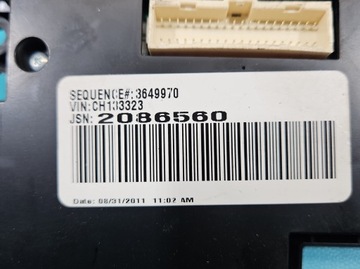 SEQUENCE#:3649970
VIN:CH133323
JSN:2086560
Date: 08/31/2011 11:02 AM